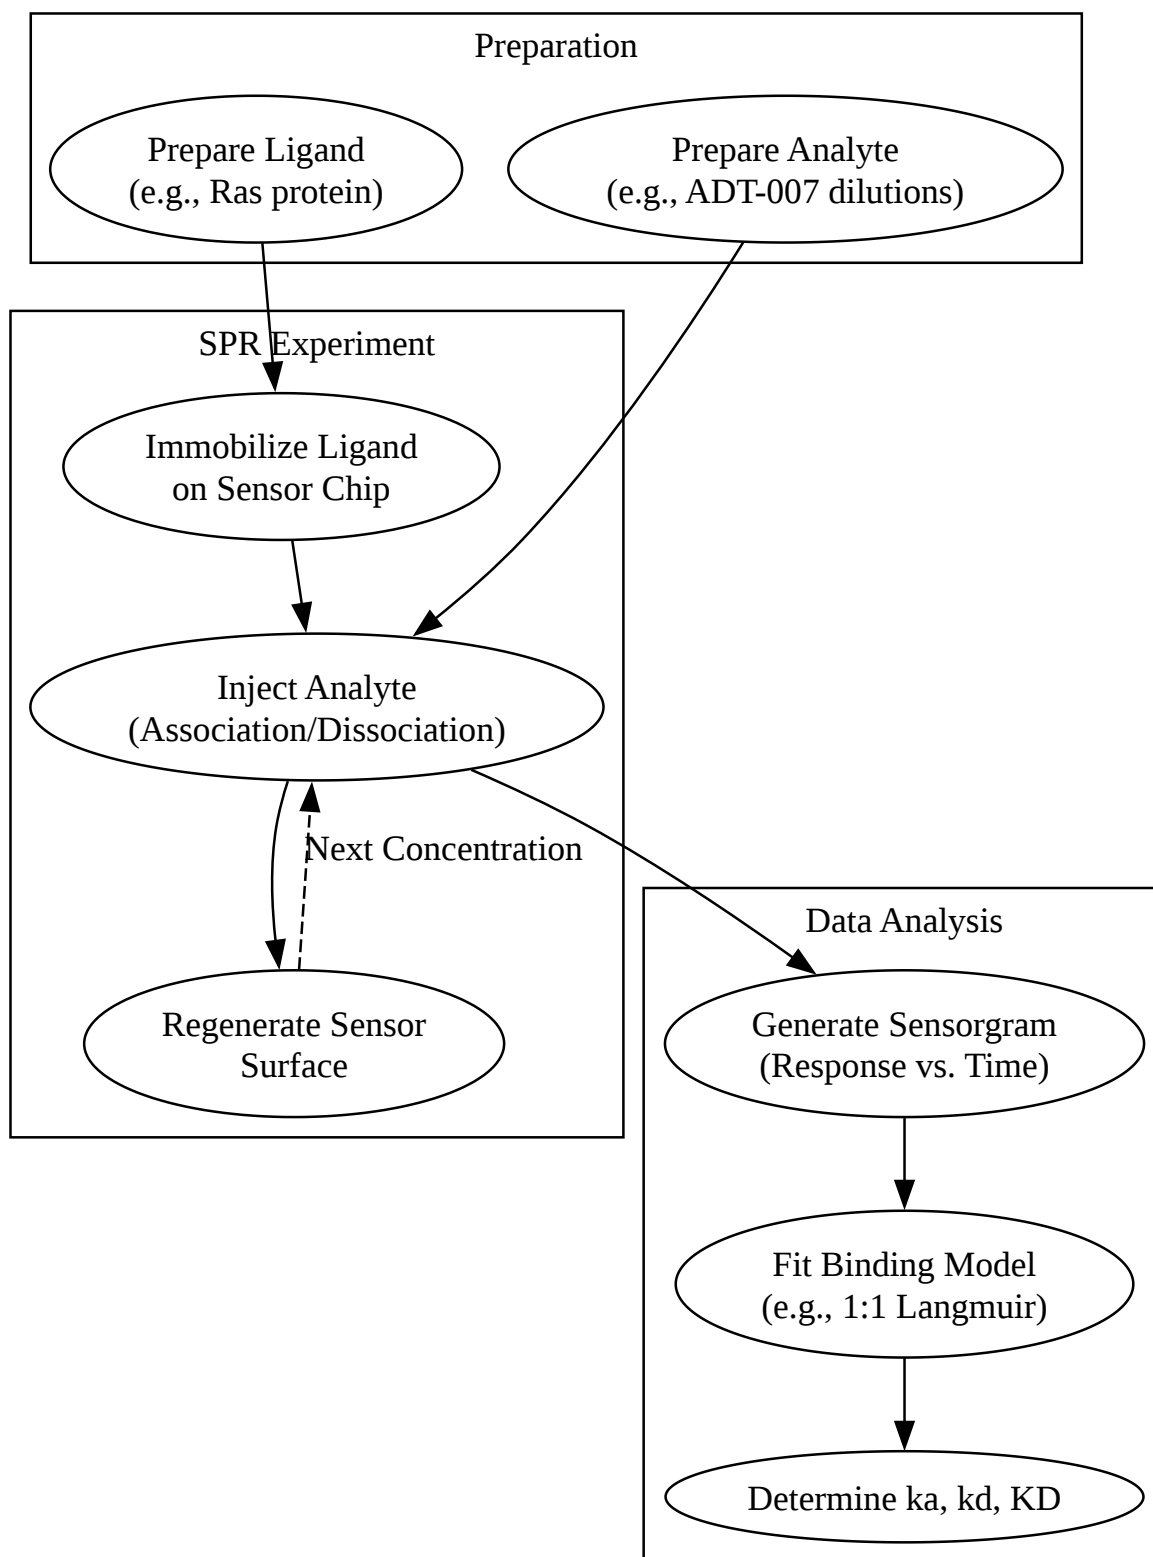 Preparation
Prepare Ligand
(e.g., Ras protein)
Prepare Analyte
(e.g., ADT-007 dilutions)
SPR Experiment
Immobilize Ligand
on Sensor Chip
Inject Analyte
(Association/Dissociation)
Next Concentration
Regenerate Sensor
Surface
Data Analysis
Generate Sensorgram
(Response vs. Time)
Fit Binding Model
(e.g., 1:1 Langmuir)
Determine ka, kd, KD